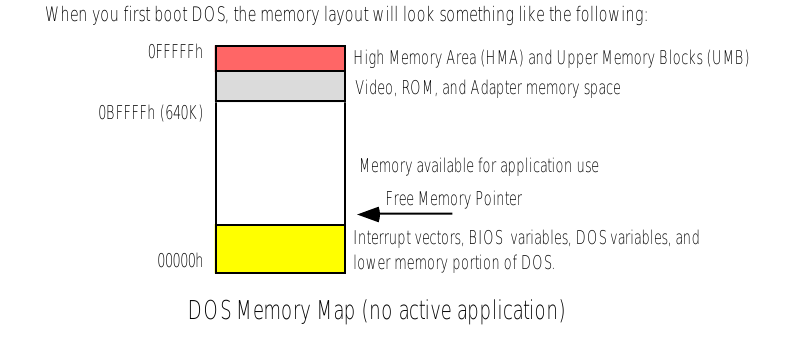 When you first boot DOS, the memory layout will look something like the following:
0FFFFFh
High Memory Area (HMA) and Upper Memory Blocks (UMB)
Video, ROM, and Adapter memory space
0BFFFFh (640K)
Memory available for application use
Free Memory Pointer
Interrupt vectors, BIOS variables, DOS variables, and
lower memory portion of DOS.
00000h
DOS Memory Map (no active application)